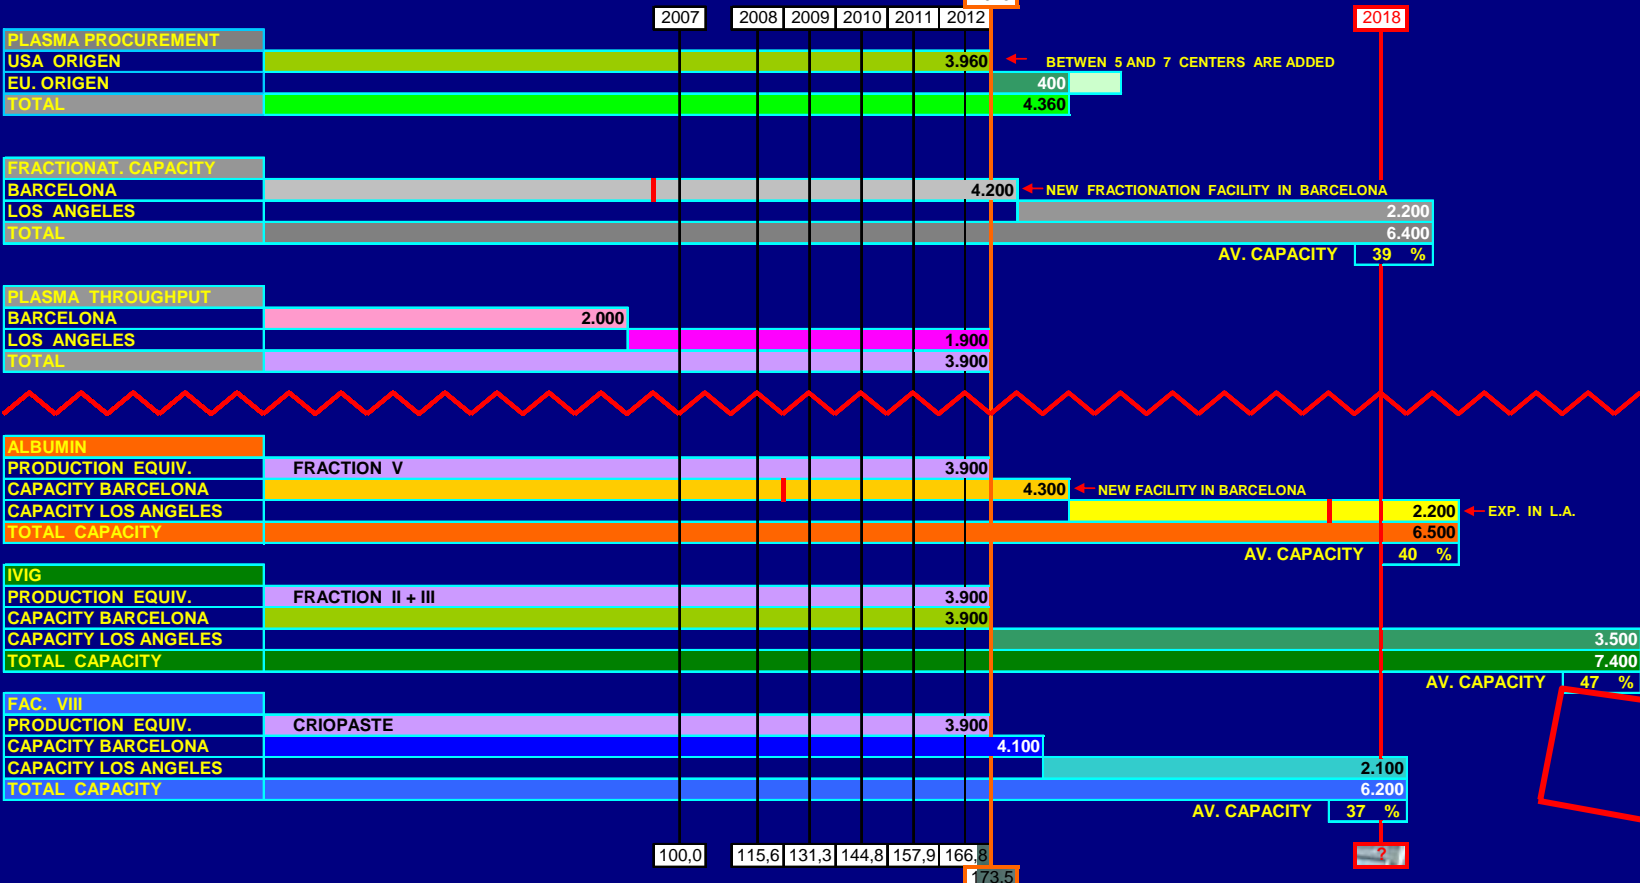 2007 2008 2009 2010 2011 2012 2018
PLASMA PROCUREMENT
USA ORIGEN 3.960 BETWEN 5 AND 7 CENTERS ARE ADDED
EU. ORIGEN 400
TOTAL 4.360
FRACTIONAT. CAPACITY
BARCELONA 4.200 NEW FRACTIONATION FACILITY IN BARCELONA
LOS ANGELES 2.200
TOTAL 6.400
AV. CAPACITY 39 %
PLASMA THROUGHPUT
BARCELONA 2.000
LOS ANGELES 1.900
TOTAL 3.900
ALBUMIN
PRODUCTION EQUIV. FRACTION V 3.900
CAPACITY BARCELONA 4.300 NEW FACILITY IN BARCELONA
CAPACITY LOS ANGELES 2.200 EXP. IN L.A.
TOTAL CAPACITY 6.500
AV. CAPACITY 40 %
IVIG
PRODUCTION EQUIV. FRACTION II + III 3.900
CAPACITY BARCELONA 3.900
CAPACITY LOS ANGELES 3.500
TOTAL CAPACITY 7.400
AV. CAPACITY 47 %
FAC. VIII
PRODUCTION EQUIV. CRIOPASTE 3.900
CAPACITY BARCELONA 4.100
CAPACITY LOS ANGELES 2.100
TOTAL CAPACITY 6.200
AV. CAPACITY 37 %
100,0 115,6 131,3 144,8 157,9 166,8 ?
173,5